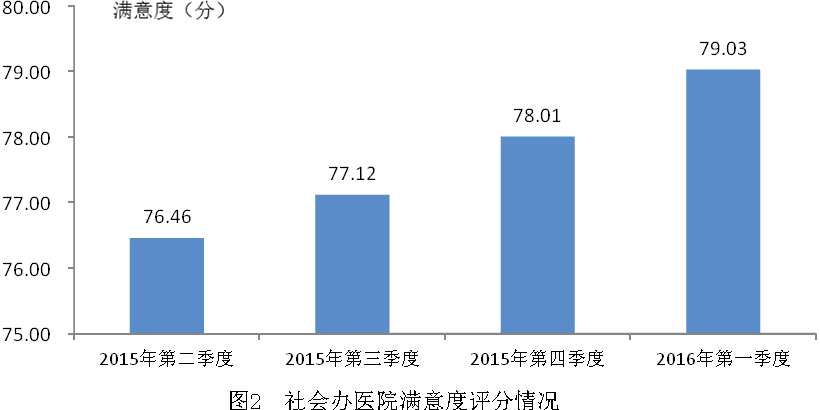 满意度（分）
80.00
79.00
78.00
77.00
76.00
75.00
76.46
77.12
78.01
79.03
2015年第二季度
2015年第三季度
2015年第四季度
2016年第一季度
图2 社会办医院满意度评分情况